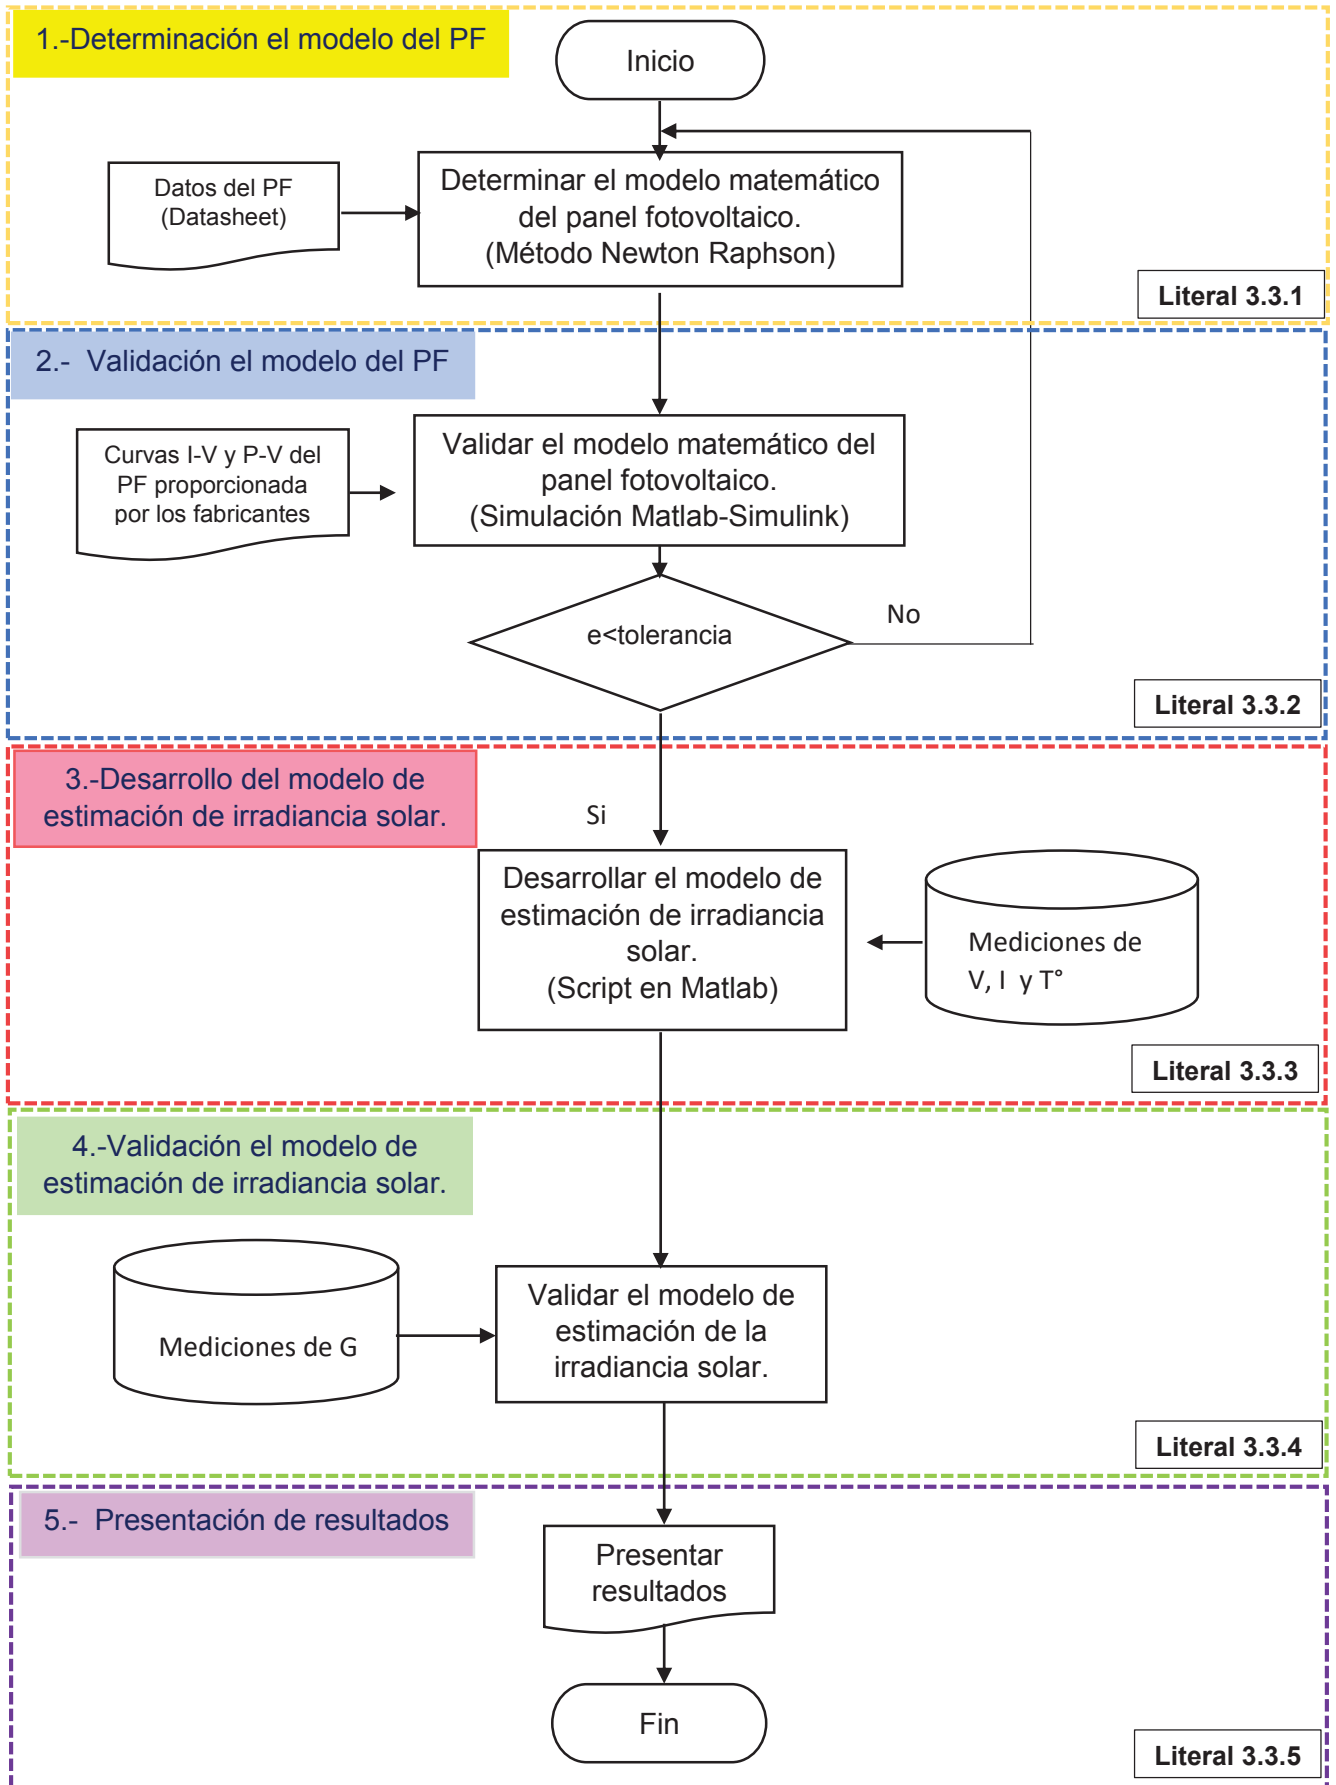 1.-Determinación el modelo del PF
Inicio
Datos del PF
(Datasheet)
Determinar el modelo matemático
del panel fotovoltaico.
(Método Newton Raphson)
Literal 3.3.1
2.- Validación el modelo del PF
Curvas I-V y P-V del
PF proporcionada
por los fabricantes
Validar el modelo matemático del
panel fotovoltaico.
(Simulación Matlab-Simulink)
e<tolerancia
No
Literal 3.3.2
3.-Desarrollo del modelo de
estimación de irradiancia solar.
Si
Desarrollar el modelo de
estimación de irradiancia
solar.
(Script en Matlab)
Mediciones de
V, I y T°
Literal 3.3.3
4.-Validación el modelo de
estimación de irradiancia solar.
Mediciones de G
Validar el modelo de
estimación de la
irradiancia solar.
Literal 3.3.4
5.- Presentación de resultados
Presentar
resultados
Fin
Literal 3.3.5